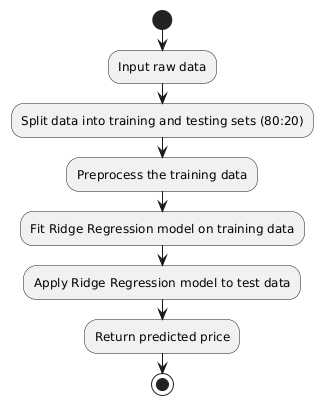 Input raw data
Split data into training and testing sets (80:20)
Preprocess the training data
Fit Ridge Regression model on training data
Apply Ridge Regression model to test data
Return predicted price